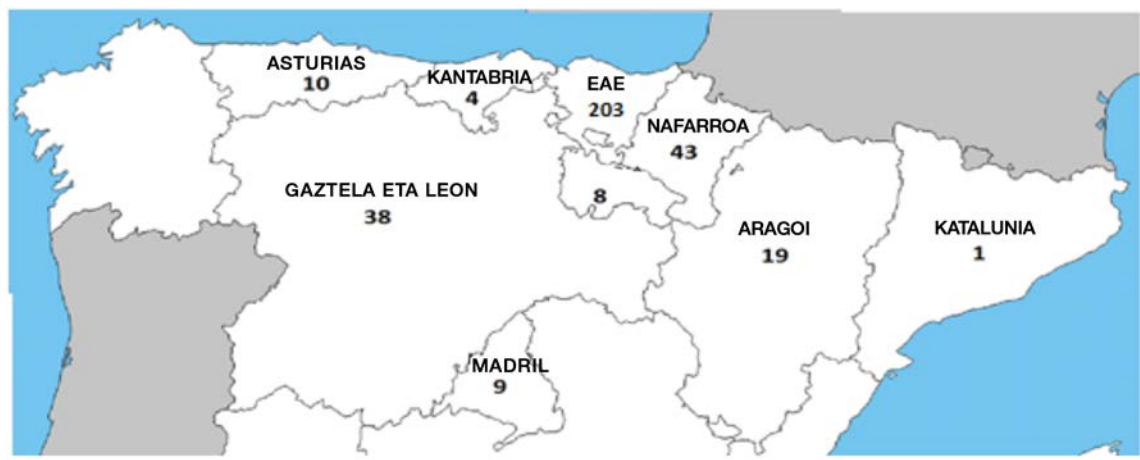 ASTURIAS
10
KANTABRIA
4
EAE
203
NAFARROA
43
GAZTELA ETA LEON
38
8
ARAGOI
19
KATALUNIA
1
MADRIL
9